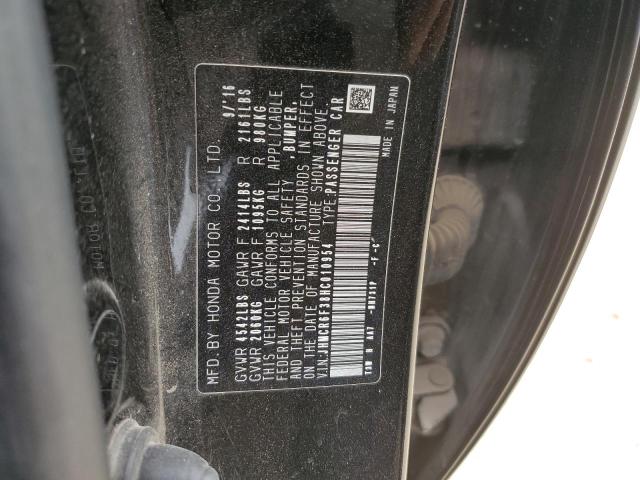 MFD. BY HONDA MOTOR CO., LTD. 9/'16
GVWR 4542LBS GAWR F 2414LBS R 2161LBS
GVWR 2060KG GAWR F 1095KG R 980KG
THIS VEHICLE CONFORMS TO ALL APPLICABLE
FEDERAL MOTOR VEHICLE SAFETY ,BUMPER,
AND THEFT PREVENTION STANDARDS IN EFFECT
ON THE DATE OF MANUFACTURE SHOWN ABOVE.
V.I.N:JHMCR6F38HC010954 TYPE:PASSENGER CAR
MADE IN JAPAN